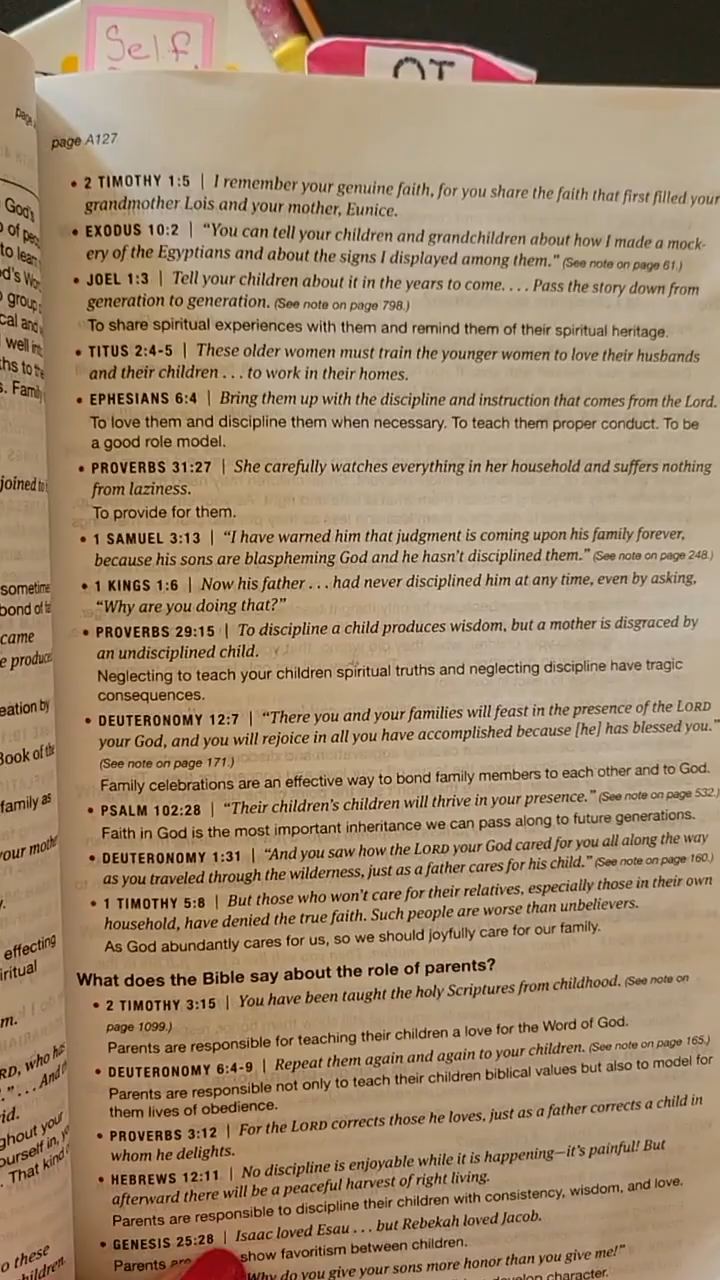 Self
OT
page A127
• 2 TIMOTHY 1:5 | I remember your genuine faith, for you share the faith that first filled your
grandmother Lois and your mother, Eunice.
• EXODUS 10:2 | “You can tell your children and grandchildren about how I made a mock-
ery of the Egyptians and about the signs I displayed among them.” (See note on page 61.)
• JOEL 1:3 | Tell your children about it in the years to come. . . . Pass the story down from
generation to generation. (See note on page 798.)
To share spiritual experiences with them and remind them of their spiritual heritage.
• TITUS 2:4-5 | These older women must train the younger women to love their husbands
and their children . . . to work in their homes.
• EPHESIANS 6:4 | Bring them up with the discipline and instruction that comes from the Lord.
To love them and discipline them when necessary. To teach them proper conduct. To be
a good role model.
• PROVERBS 31:27 | She carefully watches everything in her household and suffers nothing
from laziness.
To provide for them.
• 1 SAMUEL 3:13 | “I have warned him that judgment is coming upon his family forever,
because his sons are blaspheming God and he hasn’t disciplined them.” (See note on page 248.)
• 1 KINGS 1:6 | Now his father . . . had never disciplined him at any time, even by asking,
“Why are you doing that?”
• PROVERBS 29:15 | To discipline a child produces wisdom, but a mother is disgraced by
an undisciplined child.
Neglecting to teach your children spiritual truths and neglecting discipline have tragic
consequences.
• DEUTERONOMY 12:7 | “There you and your families will feast in the presence of the LORD
your God, and you will rejoice in all you have accomplished because [he] has blessed you.”
(See note on page 171.)
Family celebrations are an effective way to bond family members to each other and to God.
• PSALM 102:28 | “Their children’s children will thrive in your presence.” (See note on page 532.)
Faith in God is the most important inheritance we can pass along to future generations.
• DEUTERONOMY 1:31 | “And you saw how the LORD your God cared for you all along the way
as you traveled through the wilderness, just as a father cares for his child.” (See note on page 160.)
• 1 TIMOTHY 5:8 | But those who won’t care for their relatives, especially those in their own
household, have denied the true faith. Such people are worse than unbelievers.
As God abundantly cares for us, so we should joyfully care for our family.
What does the Bible say about the role of parents?
• 2 TIMOTHY 3:15 | You have been taught the holy Scriptures from childhood. (See note on
page 1099.)
Parents are responsible for teaching their children a love for the Word of God.
• DEUTERONOMY 6:4-9 | Repeat them again and again to your children. (See note on page 165.)
Parents are responsible not only to teach their children biblical values but also to model for
them lives of obedience.
• PROVERBS 3:12 | For the LORD corrects those he loves, just as a father corrects a child in
whom he delights.
• HEBREWS 12:11 | No discipline is enjoyable while it is happening—it’s painful! But
afterward there will be a peaceful harvest of right living.
Parents are responsible to discipline their children with consistency, wisdom, and love.
• GENESIS 25:28 | Isaac loved Esau . . . but Rebekah loved Jacob.
Parents are show favoritism between children.
Why do you give your sons more honor than you give me!”
character.